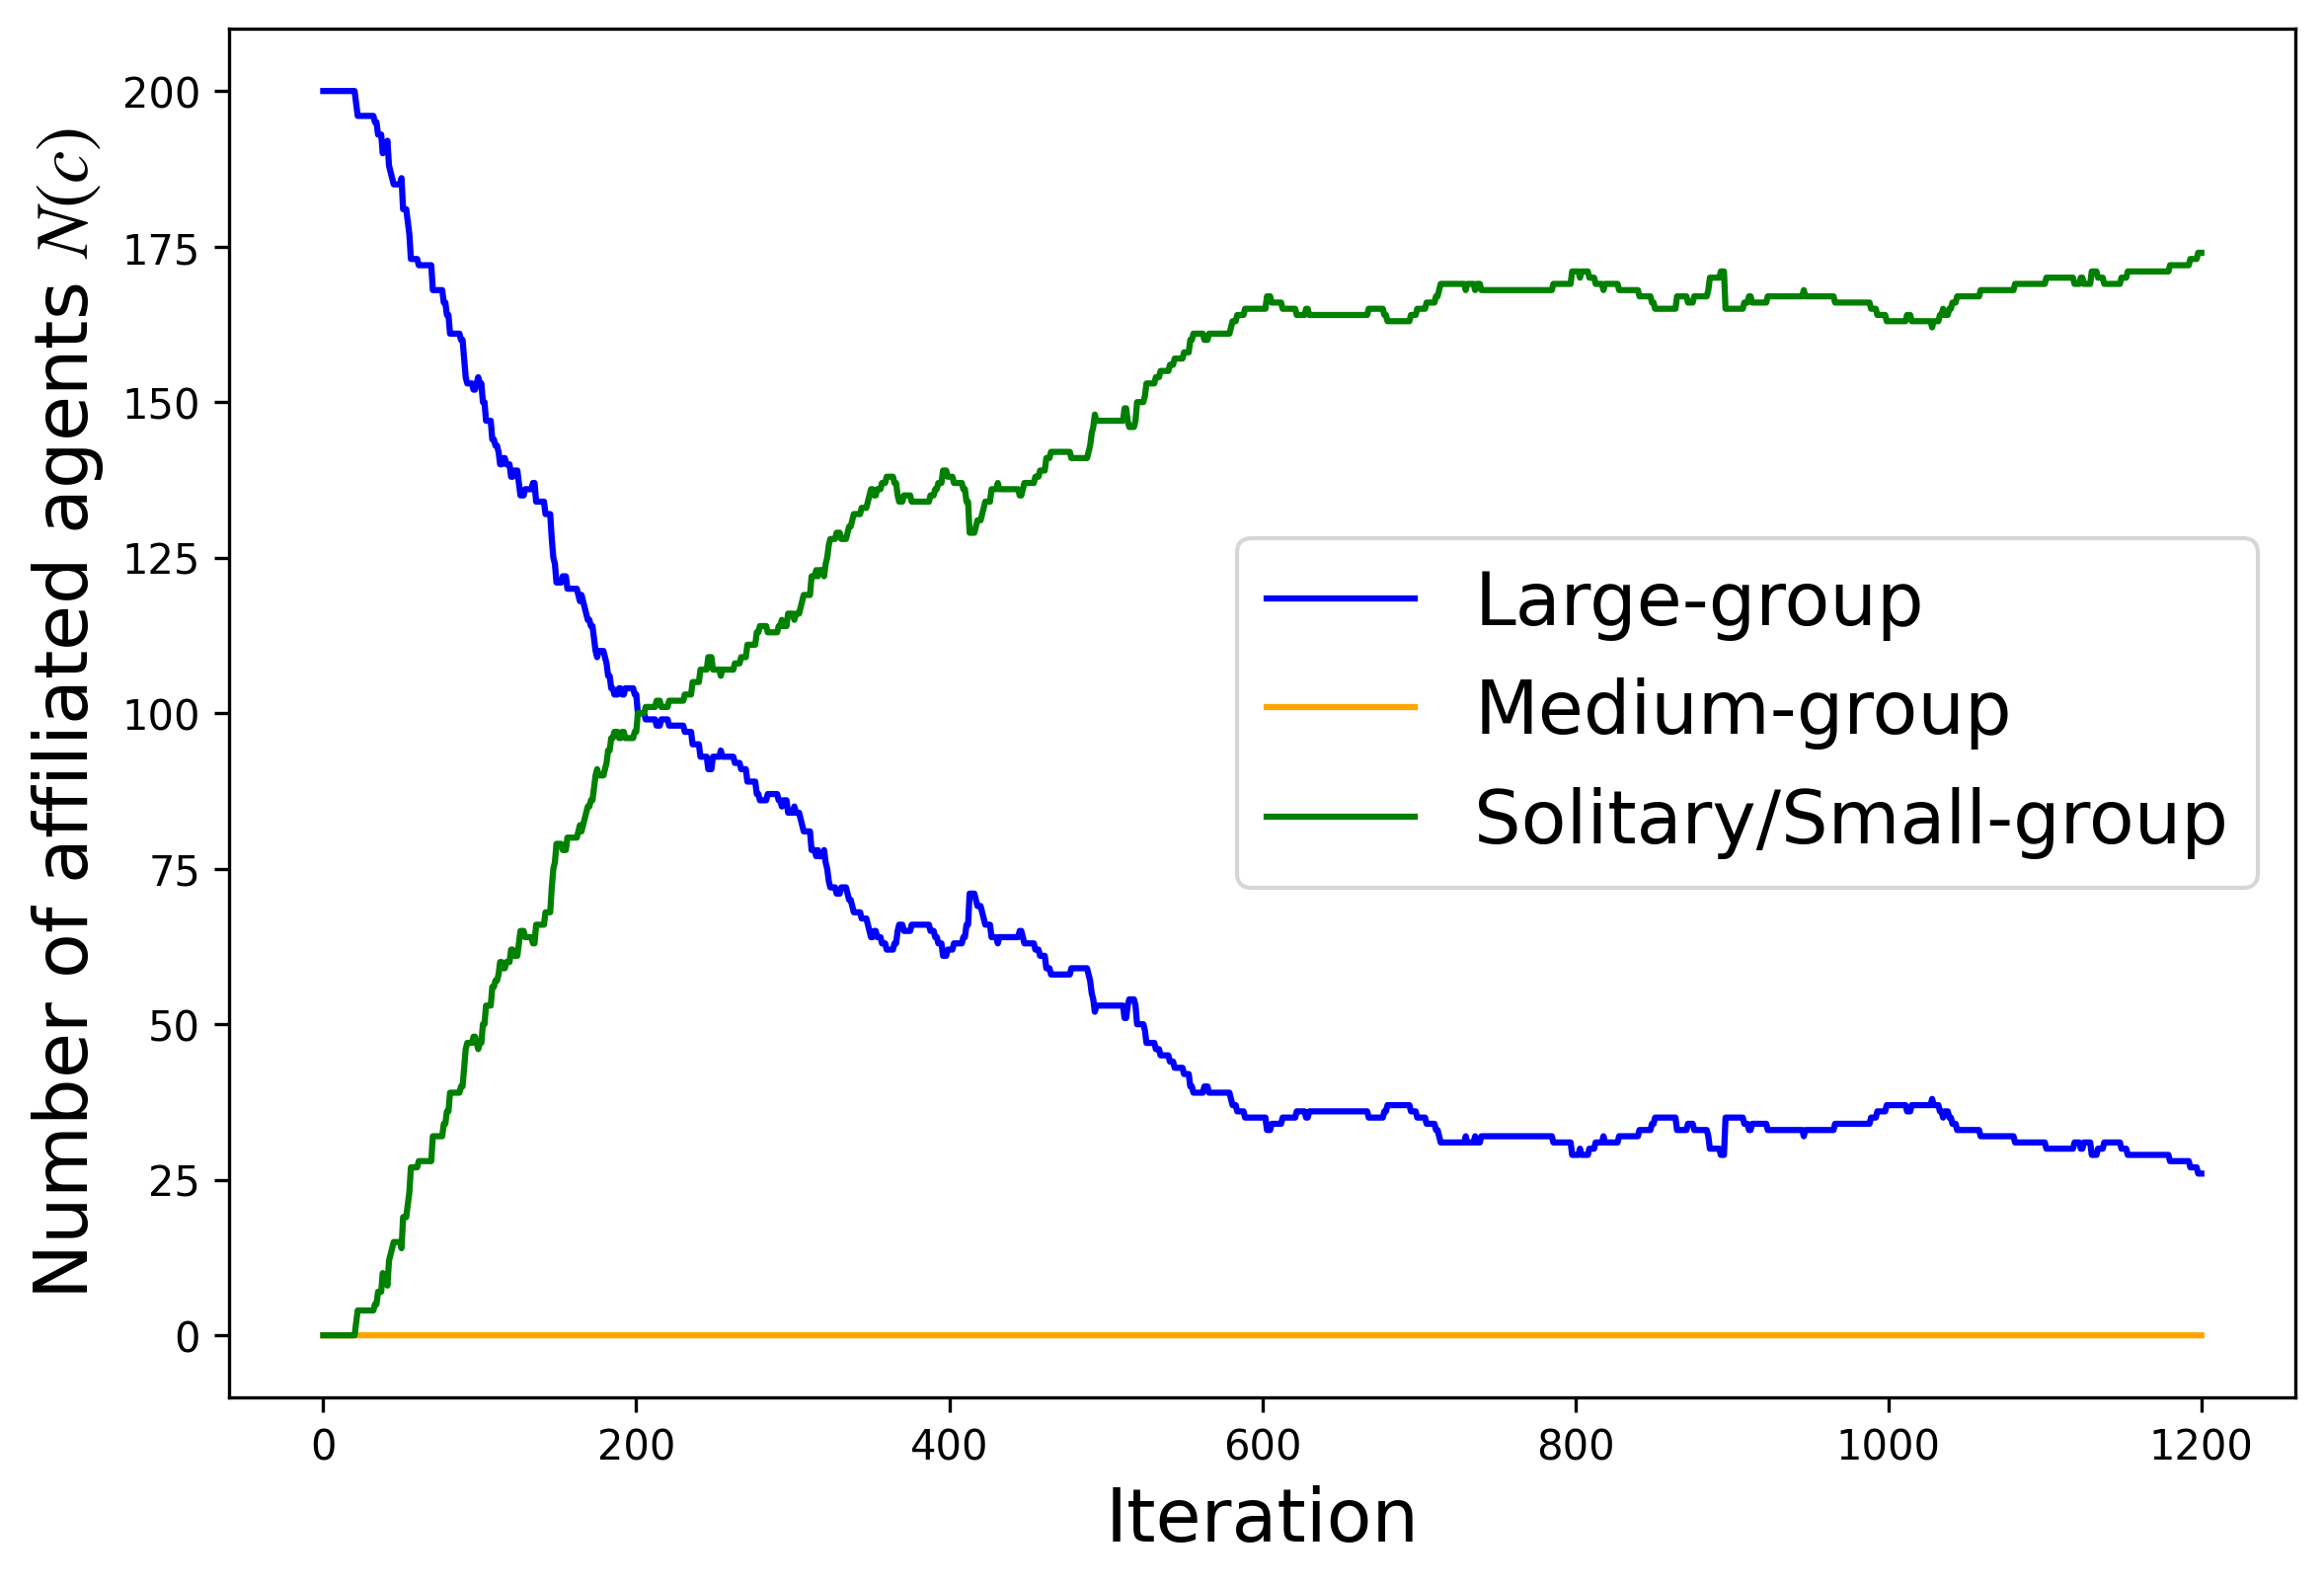 Number of affiliated agents N(c)
200
175
150
125
100
75
50
25
0
Large-group
Medium-group
Solitary/Small-group
0 200 400 600 800 1000 1200
Iteration